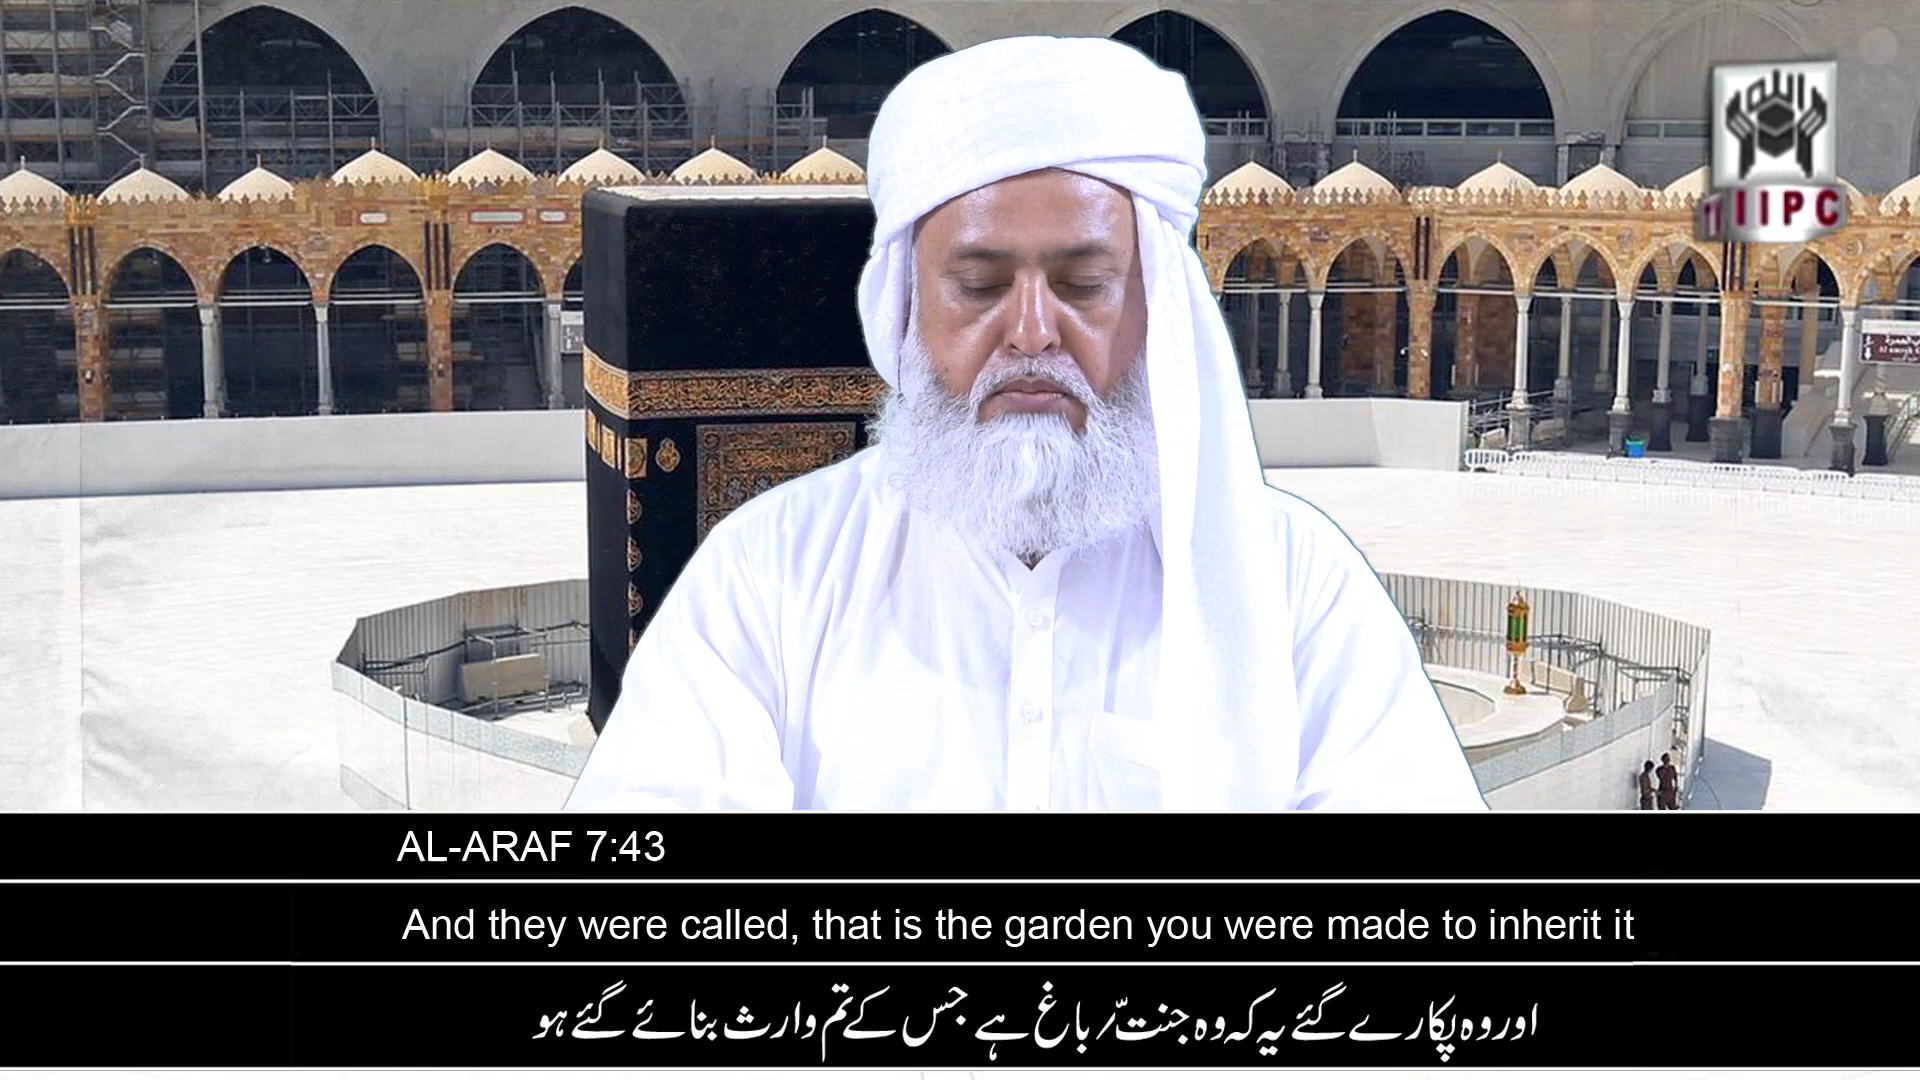 الله
IIPC
AL-ARAF 7:43
And they were called, that is the garden you were made to inherit it
اور وہ پکارے گئے یہ کہ وہ جنت؍ باغ ہے جس کے تم وارث بنائے گئے ہو